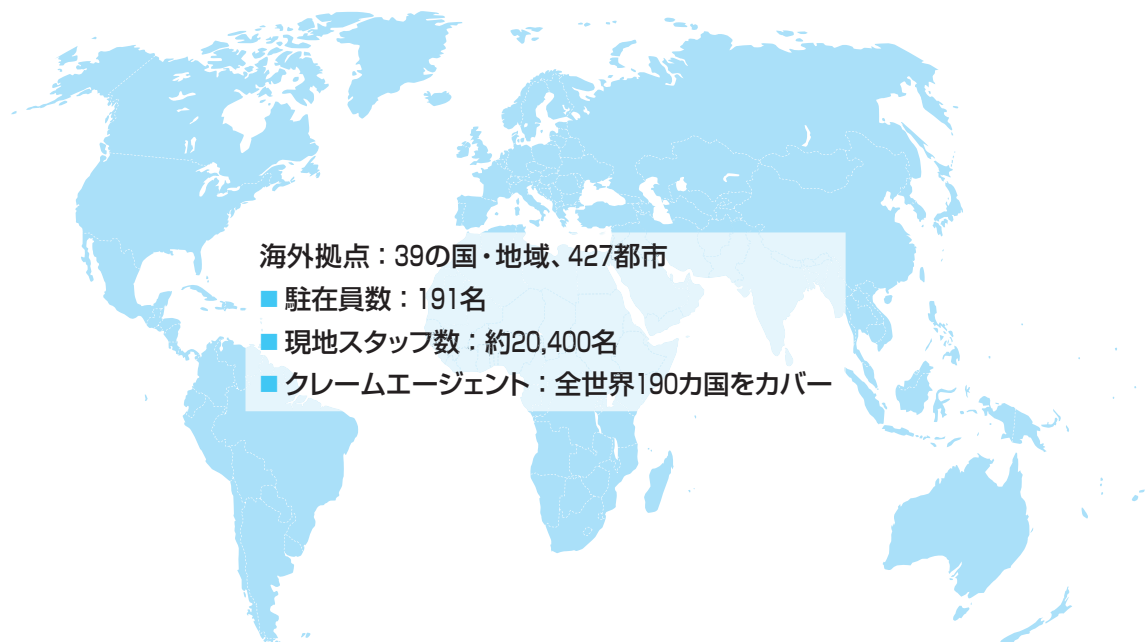 海外拠点：39の国・地域、427都市
■ 駐在員数：191名
■ 現地スタッフ数：約20,400名
■ クレームエージェント：全世界190カ国をカバー